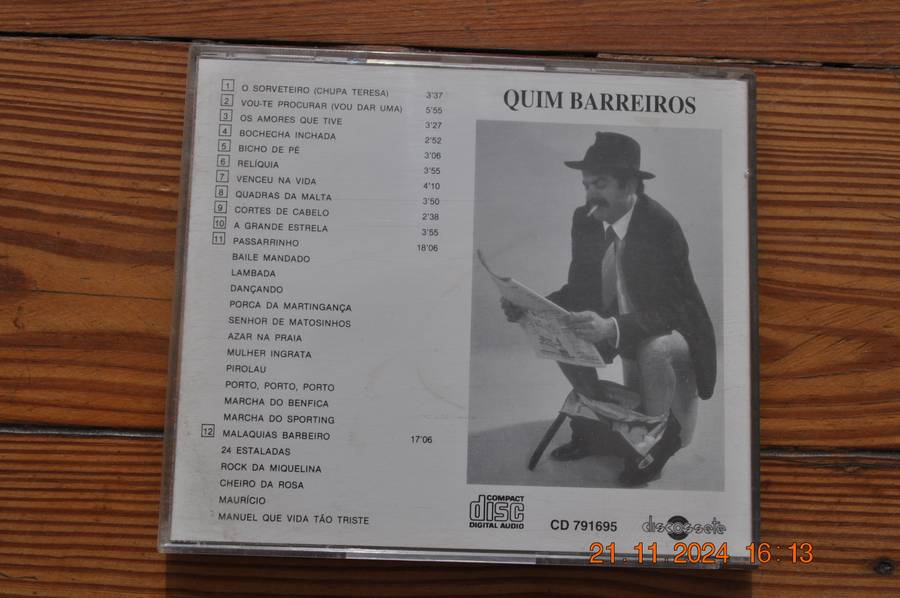 1 O SORVETEIRO (CHUPA TERESA) 3'37
2 VOU-TE PROCURAR (VOU DAR UMA) 5'55
3 OS AMORES QUE TIVE 3'27
4 BOCHECHA INCHADA 2'52
5 BICHO DE PÉ 3'06
6 RELÍQUIA 3'55
7 VENCEU NA VIDA 4'10
8 QUADRAS DA MALTA 3'50
9 CORTES DE CABELO 2'38
10 A GRANDE ESTRELA 3'55
11 PASSARRINHO 18'06
BAILE MANDADO
LAMBADA
DANÇANDO
PORCA DA MARTINGANÇA
SENHOR DE MATOSINHOS
AZAR NA PRAIA
MULHER INGRATA
PIROLAU
PORTO, PORTO, PORTO
MARCHA DO BENFICA
MARCHA DO SPORTING
12 MALAQUIAS BARBEIRO 17'06
24 ESTALADAS
ROCK DA MIQUELINA
CHEIRO DA ROSA
MAURÍCIO
MANUEL QUE VIDA TÃO TRISTE
QUIM BARREIROS
COMPACT
disc
DIGITAL AUDIO
CD 791695
discossete
21.11.2024 16:13